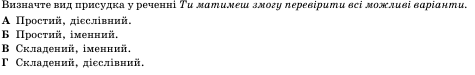 Визначте вид присудка у реченні Ти матимеш змогу перевірити всі можливі варіанти.
А Простий, дієслівний.
Б Простий, іменний.
В Складений, іменний.
Г Складений, дієслівний.